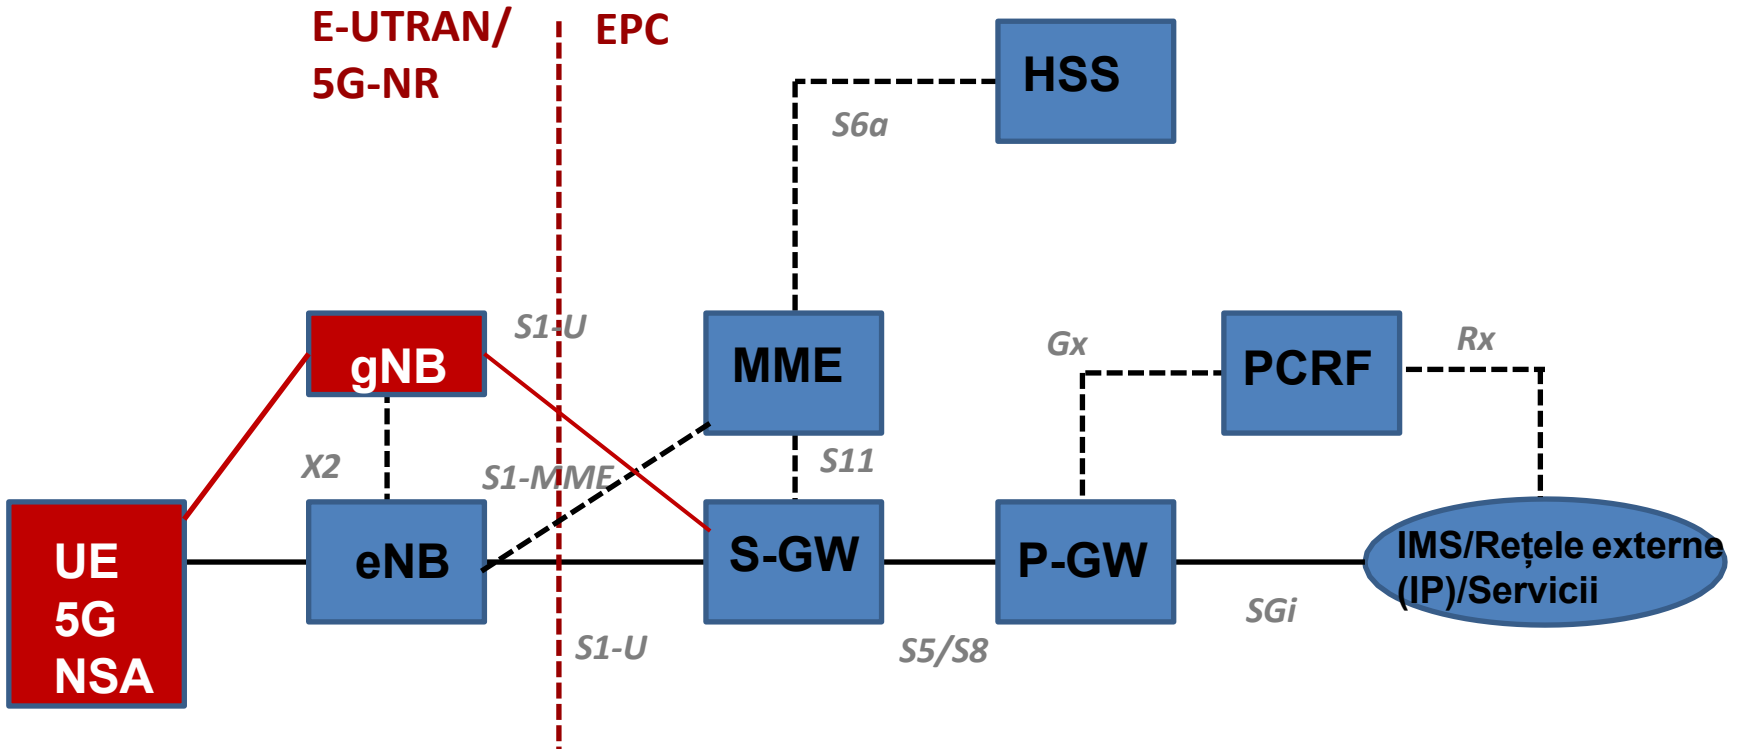 E-UTRAN/
5G-NR
EPC
HSS
S6a
gNB
S1-U
MME
Gx
PCRF
Rx
X2
S1-MME
S11
UE
5G
NSA
eNB
S-GW
P-GW
IMS/Rețele externe
(IP)/Servicii
S1-U
S5/S8
SGi